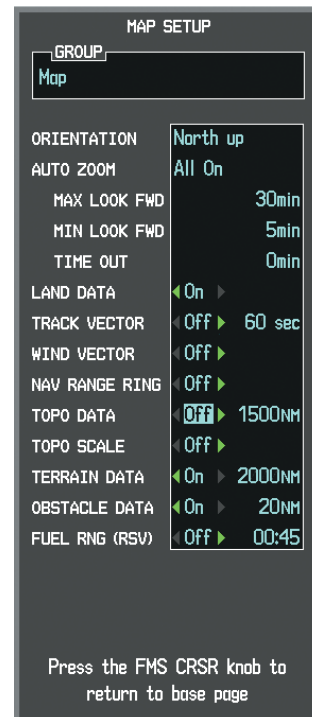 MAP SETUP
GROUP
Map
ORIENTATION North up
AUTO ZOOM All On
MAX LOOK FWD 30min
MIN LOOK FWD 5min
TIME OUT 0min
LAND DATA On
TRACK VECTOR Off 60 sec
WIND VECTOR Off
NAV RANGE RING Off
TOPO DATA Off 1500NM
TOPO SCALE Off
TERRAIN DATA On 2000NM
OBSTACLE DATA On 20NM
FUEL RNG (RSV) Off 00:45
Press the FMS CRSR knob to
return to base page